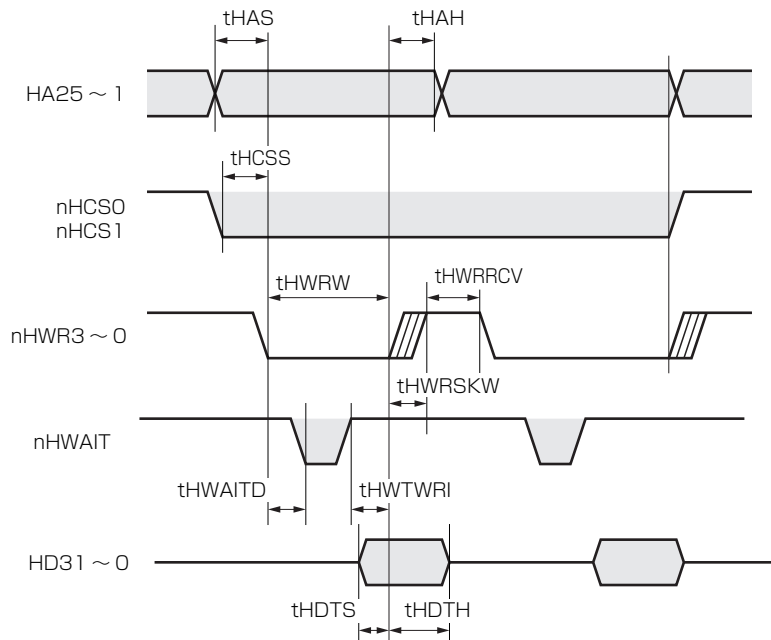 tHAS
tHAH
HA25 ~ 1
tHCSS
nHCS0
nHCS1
tHWRW
tHWRRCV
nHWR3 ~ 0
tHWRSKW
nHWAIT
tHWAITD
tHWTWRI
HD31 ~ 0
tHDTS
tHDTH